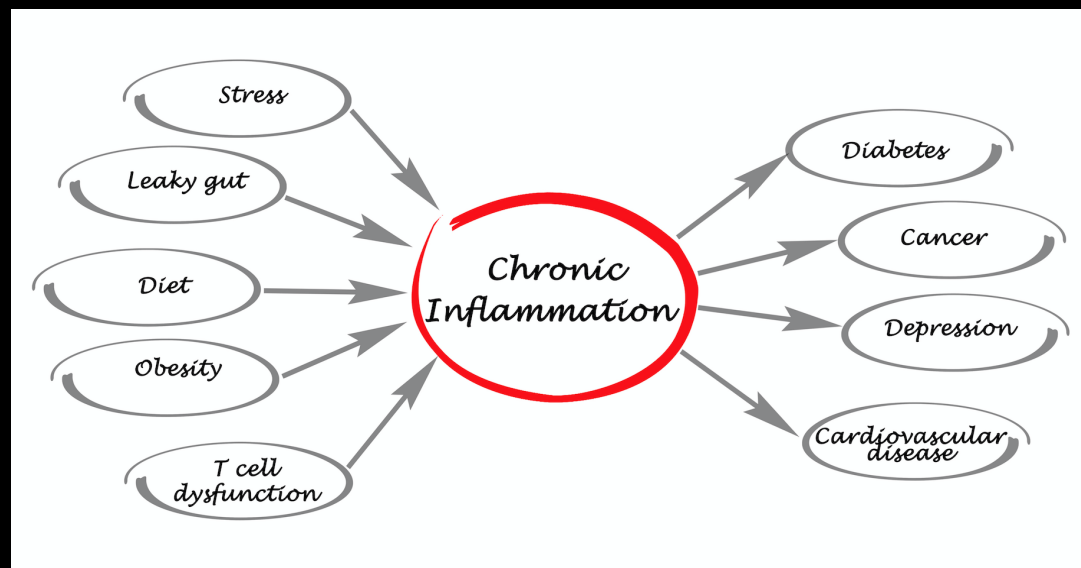 Stress
Leaky gut
Diet
Obesity
T cell
dysfunction
Chronic
Inflammation
Diabetes
Cancer
Depression
Cardiovascular
disease